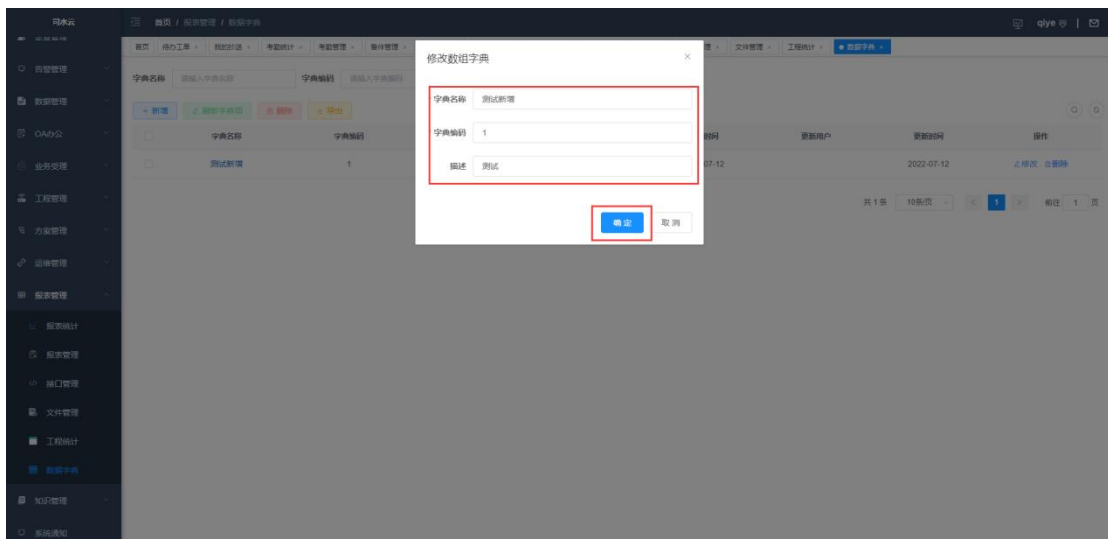 司水云
首页 / 报表管理 / 数据字典
qiye
首页 待办工单 考勤统计 考勤管理 文件管理 工程统计 数据字典
修改数组字典
字典名称 测试新增
字典编码 1
描述 测试
确定 取消
字典名称 请输入字典名称 字典编码 请输入字典编码
+ 新增 刷新字典项 删除 导出
字典名称 字典编码 更新用户 更新时间 操作
测试新增 1 07-12 2022-07-12 修改 删除
共 1 条 10条/页 1 前往 1 页
告警管理
数据管理
OA办公
业务受理
工程管理
方案管理
运维管理
报表管理
报表统计
报表管理
接口管理
文件管理
工程统计
数据字典
知识管理
系统通知